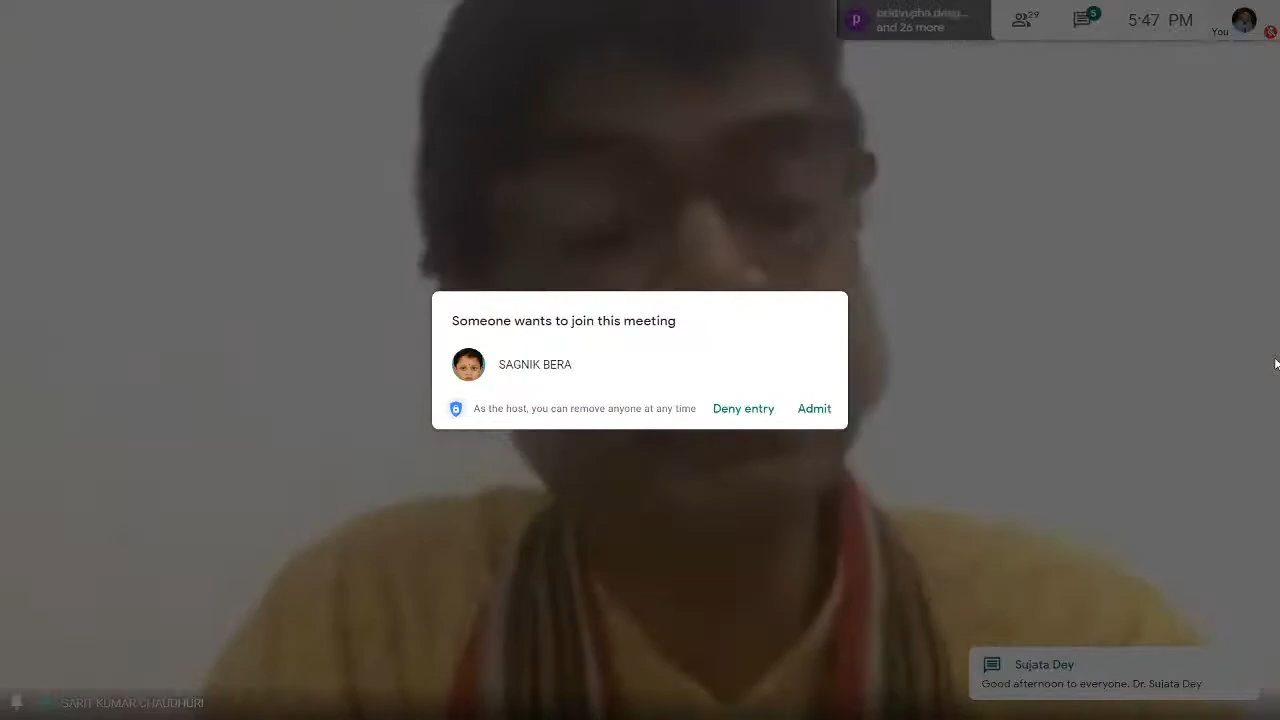 p
and 26 more
29
5
5:47 PM
You
Someone wants to join this meeting
SAGNIK BERA
As the host, you can remove anyone at any time
Deny entry
Admit
Sujata Dey
Good afternoon to everyone. Dr. Sujata Dey
SARIT KUMAR CHAUDHURI